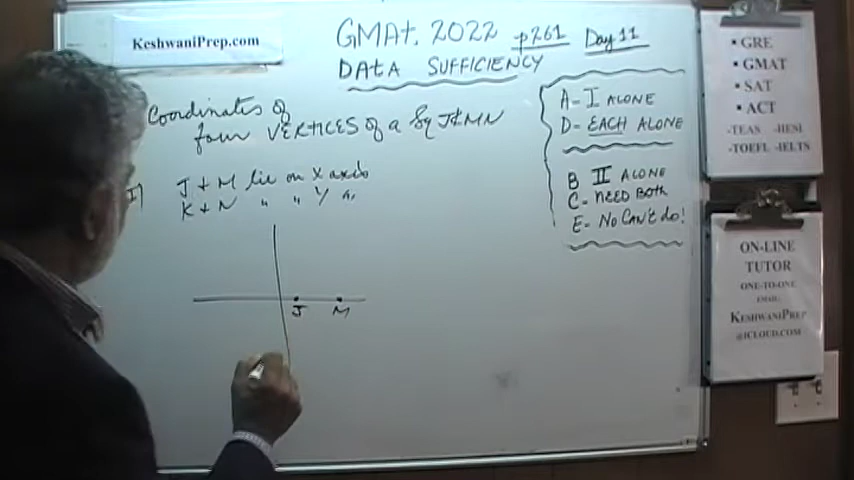 KeshwaniPrep.com
GMAt. 2022 p261 Day 11
DAtA SUFFICIENCY
Coordinates of
four VERTICES of a Sq JKMN
I) J + M lie on X axis
K + N " " Y "
J M
A- I ALONE
D= EACH ALONE
B II ALONE
C= NEED BOTH
E= No CAN't do!
• GRE
• GMAT
• SAT
• ACT
-TEAS -HESI
-TOEFL -IELTS
ON-LINE
TUTOR
ONE-TO-ONE
EMAIL:
KESHWANIPREP
@ICLOUD.COM